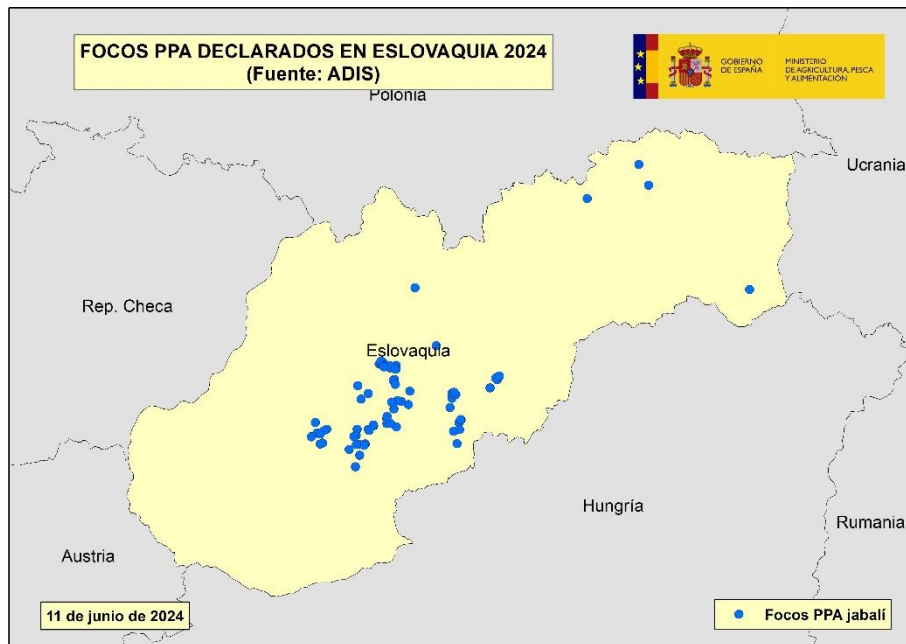 FOCOS PPA DECLARADOS EN ESLOVAQUIA 2024
(Fuente: ADIS)
GOBIERNO
DE ESPAÑA
MINISTERIO
DE AGRICULTURA, PESCA
Y ALIMENTACIÓN
Polonia
Ucrania
Rep. Checa
Eslovaquia
Hungría
Rumania
Austria
11 de junio de 2024
Focos PPA jabalí